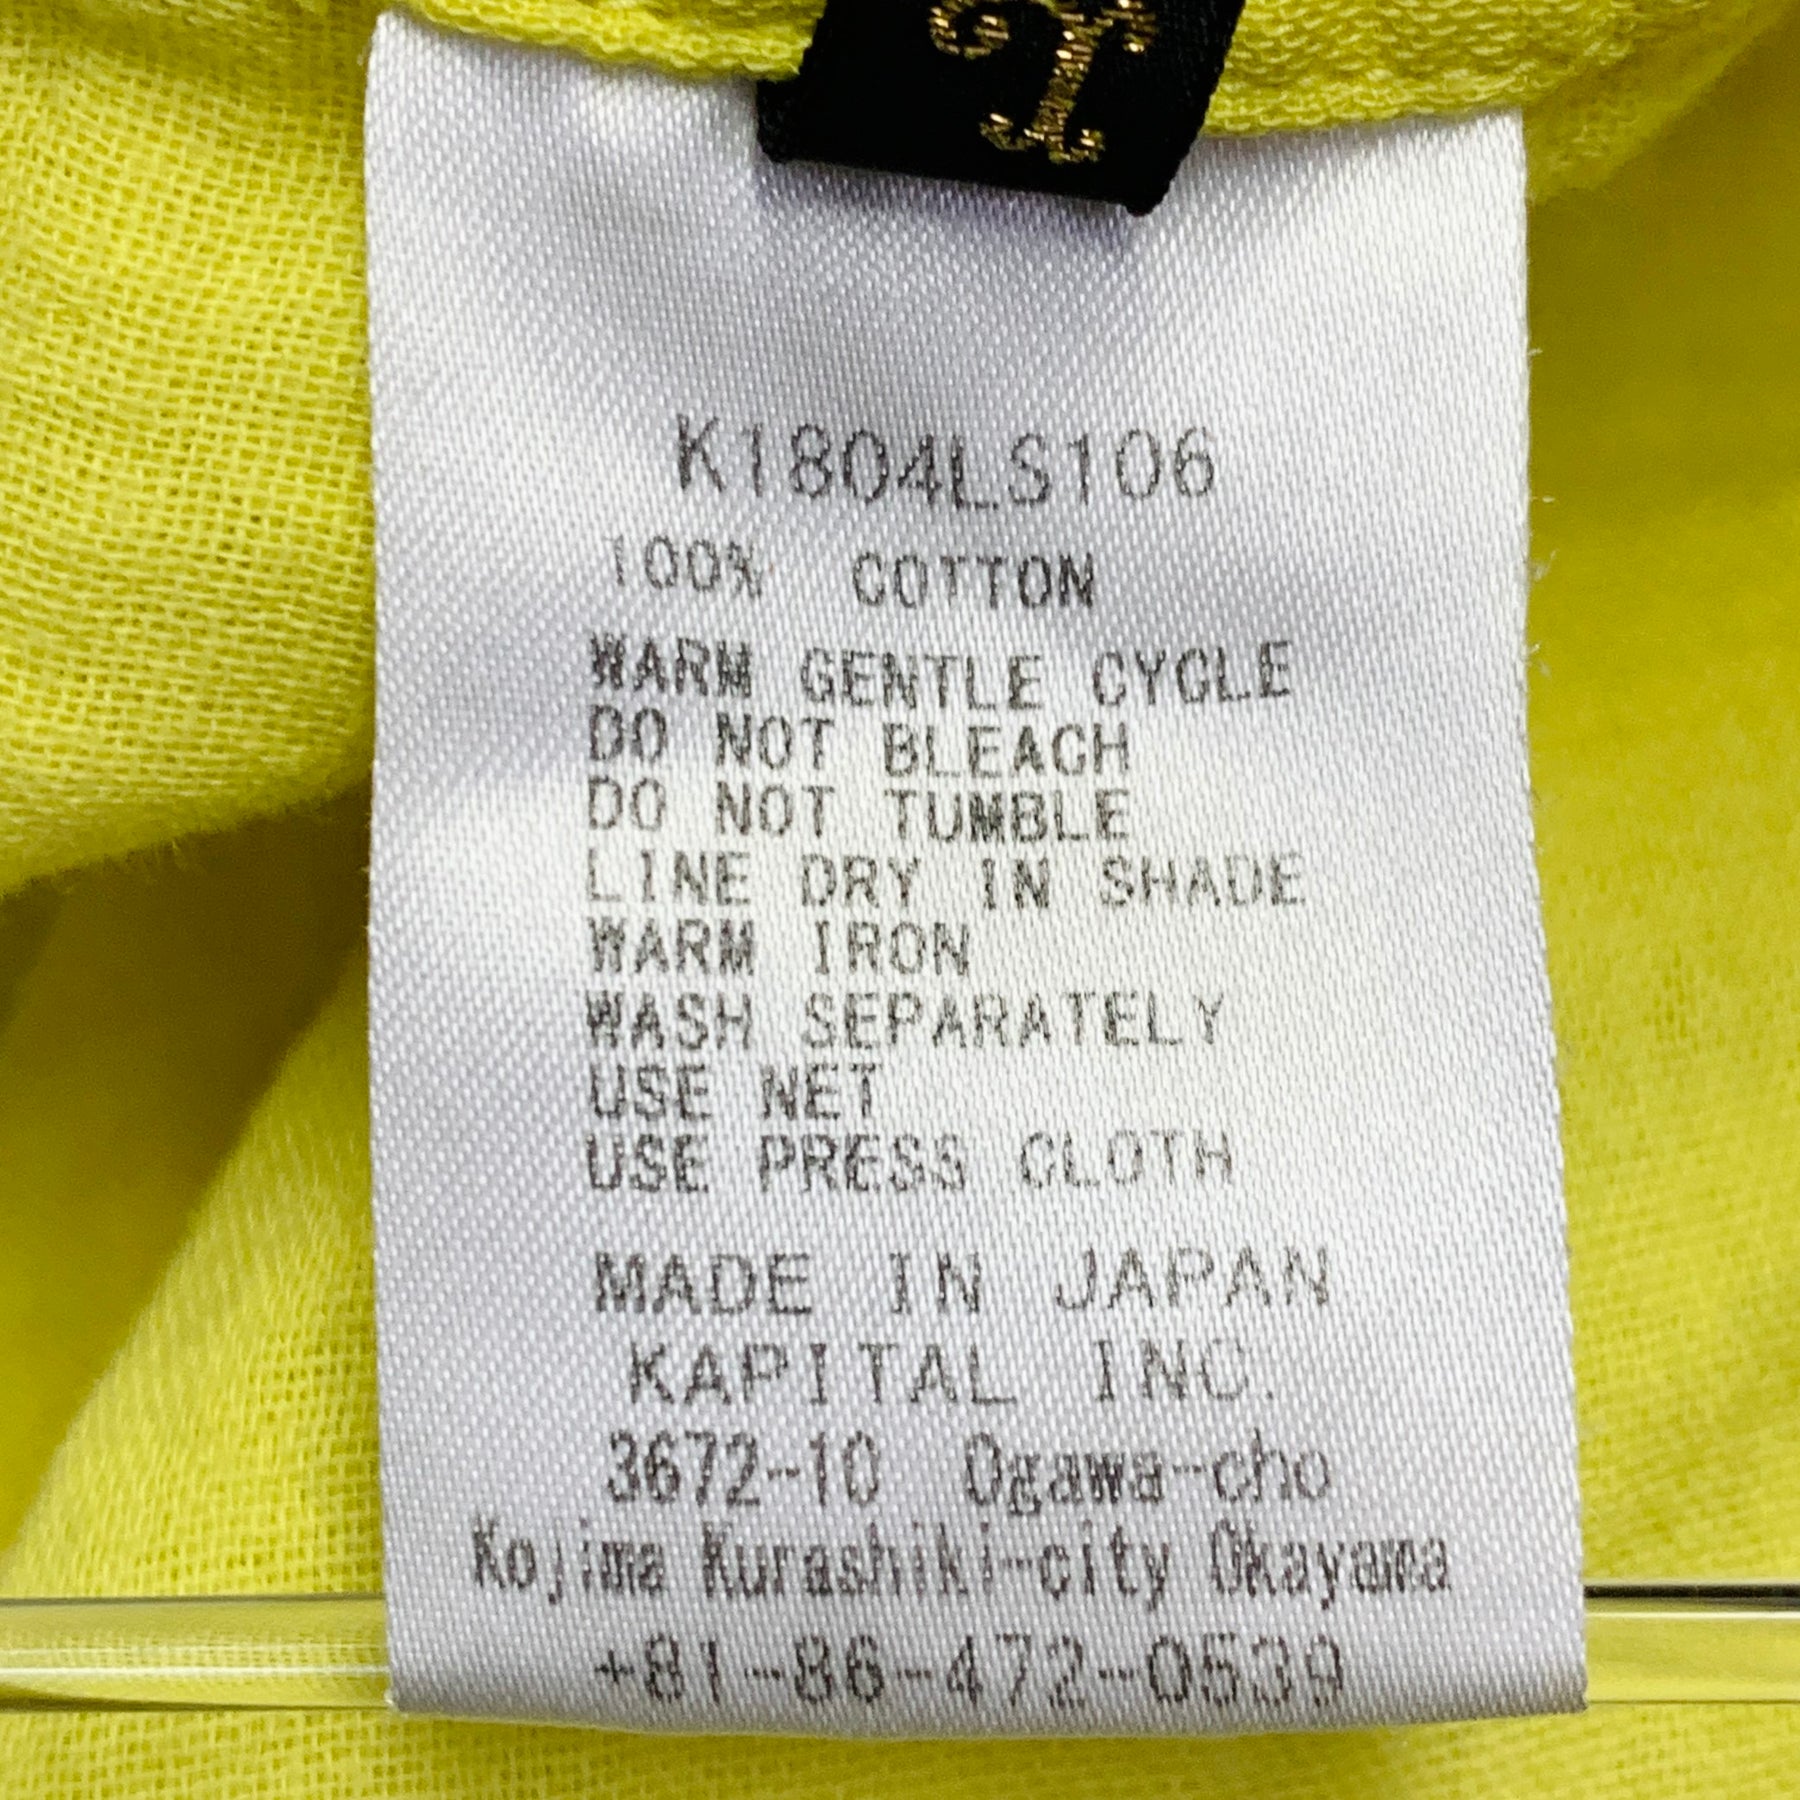 K1804LS106
100% COTTON
WARM GENTLE CYCLE
DO NOT BLEACH
DO NOT TUMBLE
LINE DRY IN SHADE
WARM IRON
WASH SEPARATELY
USE NET
USE PRESS CLOTH
MADE IN JAPAN
KAPITAL INC.
3672-10 Ogawa-cho
Kojima Kurashiki-city Okayama
+81-86-472-0539